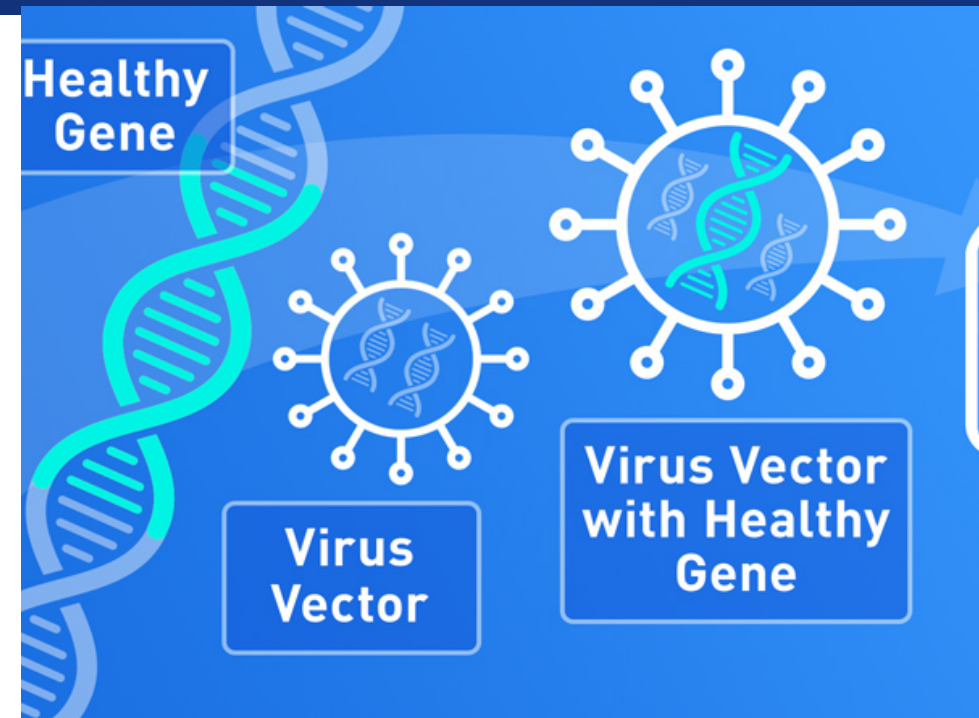 Healthy
Gene
Virus
Vector
Virus Vector
with Healthy
Gene